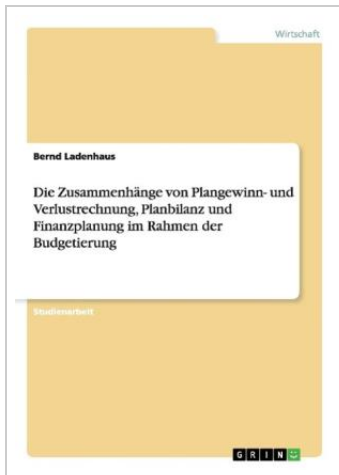 Wirtschaft
Bernd Ladenhaus
Die Zusammenhänge von Plangewinn- und
Verlustrechnung, Planbilanz und
Finanzplanung im Rahmen der
Budgetierung
Studienarbeit
GRIN